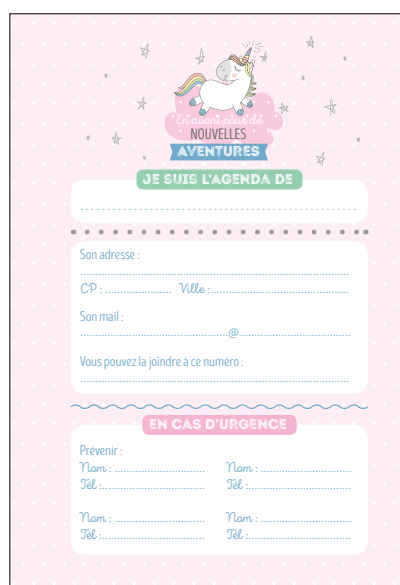 En avant pour de
NOUVELLES
AVENTURES
JE SUIS L'AGENDA DE
Son adresse :
CP : Ville :
Son mail :
@
Vous pouvez la joindre à ce numéro :
EN CAS D'URGENCE
Prévenir :
Nom : Nom :
Tél : Tél :
Nom : Nom :
Tél : Tél :